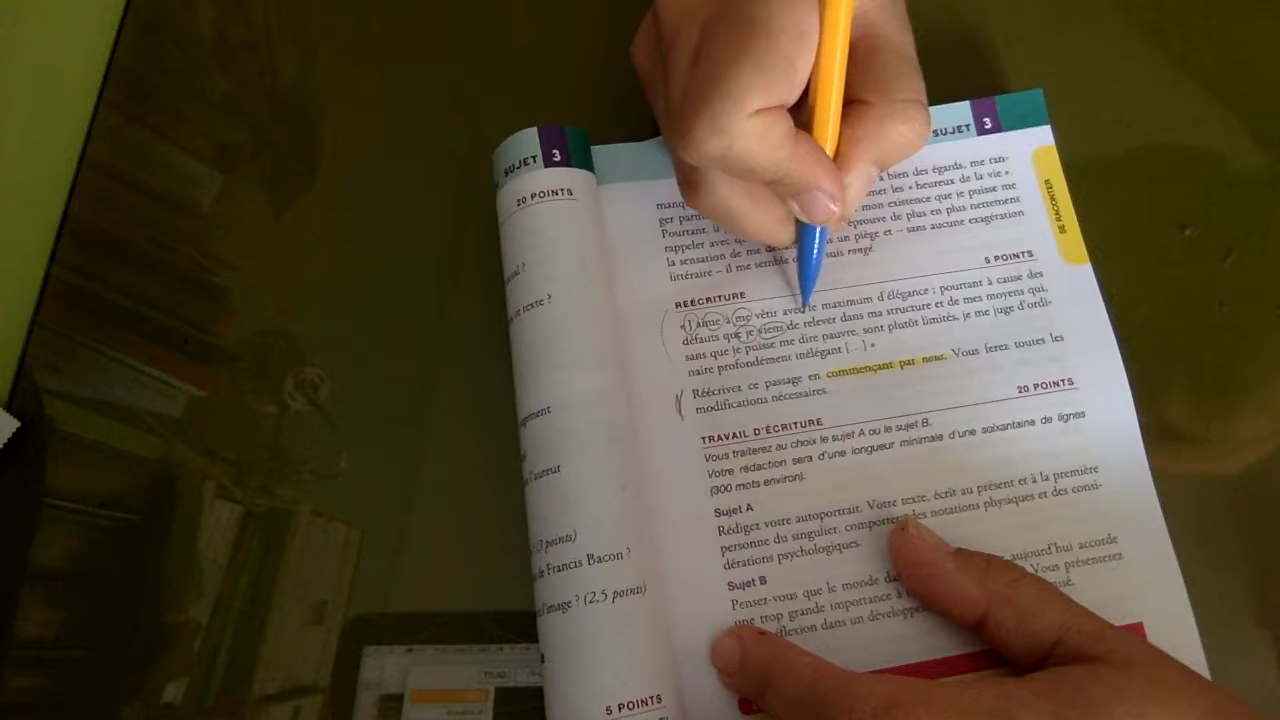 SUJET 3
20 POINTS
et texte ?
l'auteur
(3 points)
de Francis Bacon ?
l'image ? (2,5 points)
5 POINTS
SUJET 3
SE RACONTER
à bien des égards, me ran-
ger les « heureux de la vie ».
mon existence que je puisse me
Pourtant, éprouve de plus en plus nettement
rappeler avec un piège et – sans aucune exagération
la sensation de me
littéraire – il me semble suis rangé.
RÉÉCRITURE 5 POINTS
« J'aime à me vêtir avec le maximum d'élégance ; pourtant à cause des
défauts que je viens de relever dans ma structure et de mes moyens qui,
sans que je puisse me dire pauvre, sont plutôt limités, je me juge d'ordi-
naire profondément inélégant [...] »
Réécrivez ce passage en commençant par nous. Vous ferez toutes les
modifications nécessaires.
TRAVAIL D'ÉCRITURE 20 POINTS
Vous traiterez au choix le sujet A ou le sujet B.
Votre rédaction sera d'une longueur minimale d'une soixantaine de lignes
(300 mots environ).
Sujet A
Rédigez votre autoportrait. Votre texte, écrit au présent et à la première
personne du singulier, comportera des notations physiques et des consi-
dérations psychologiques.
Sujet B
Pensez-vous que le monde aujourd'hui accorde
une trop grande importance à Vous présenterez
réflexion dans un